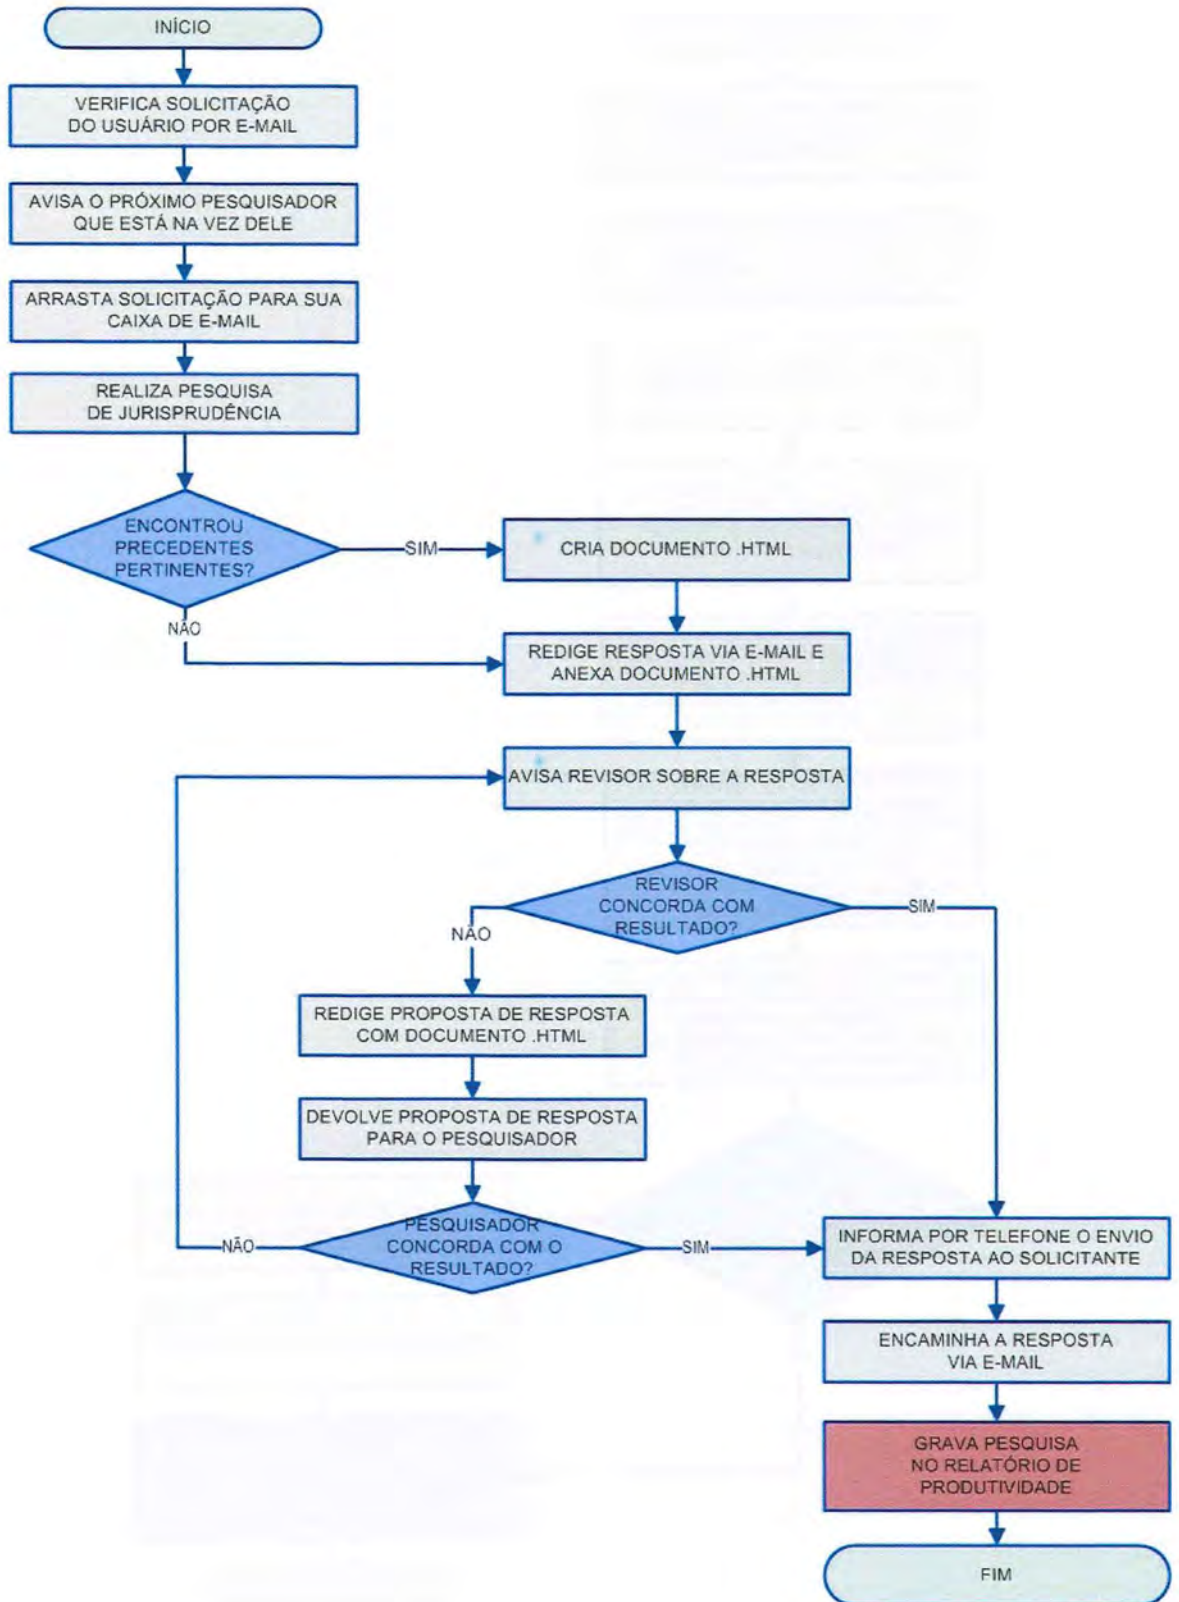 INÍCIO
VERIFICA SOLICITAÇÃO
DO USUÁRIO POR E-MAIL
AVISA O PRÓXIMO PESQUISADOR
QUE ESTÁ NA VEZ DELE
ARRASTA SOLICITAÇÃO PARA SUA
CAIXA DE E-MAIL
REALIZA PESQUISA
DE JURISPRUDÊNCIA
ENCONTROU
PRECEDENTES
PERTINENTES?
SIM
CRIA DOCUMENTO .HTML
NÃO
REDIGE RESPOSTA VIA E-MAIL E
ANEXA DOCUMENTO .HTML
AVISA REVISOR SOBRE A RESPOSTA
REVISOR
CONCORDA COM
RESULTADO?
SIM
NÃO
REDIGE PROPOSTA DE RESPOSTA
COM DOCUMENTO .HTML
DEVOLVE PROPOSTA DE RESPOSTA
PARA O PESQUISADOR
PESQUISADOR
CONCORDA COM O
RESULTADO?
NÃO
SIM
INFORMA POR TELEFONE O ENVIO
DA RESPOSTA AO SOLICITANTE
ENCAMINHA A RESPOSTA
VIA E-MAIL
GRAVA PESQUISA
NO RELATÓRIO DE
PRODUTIVIDADE
FIM